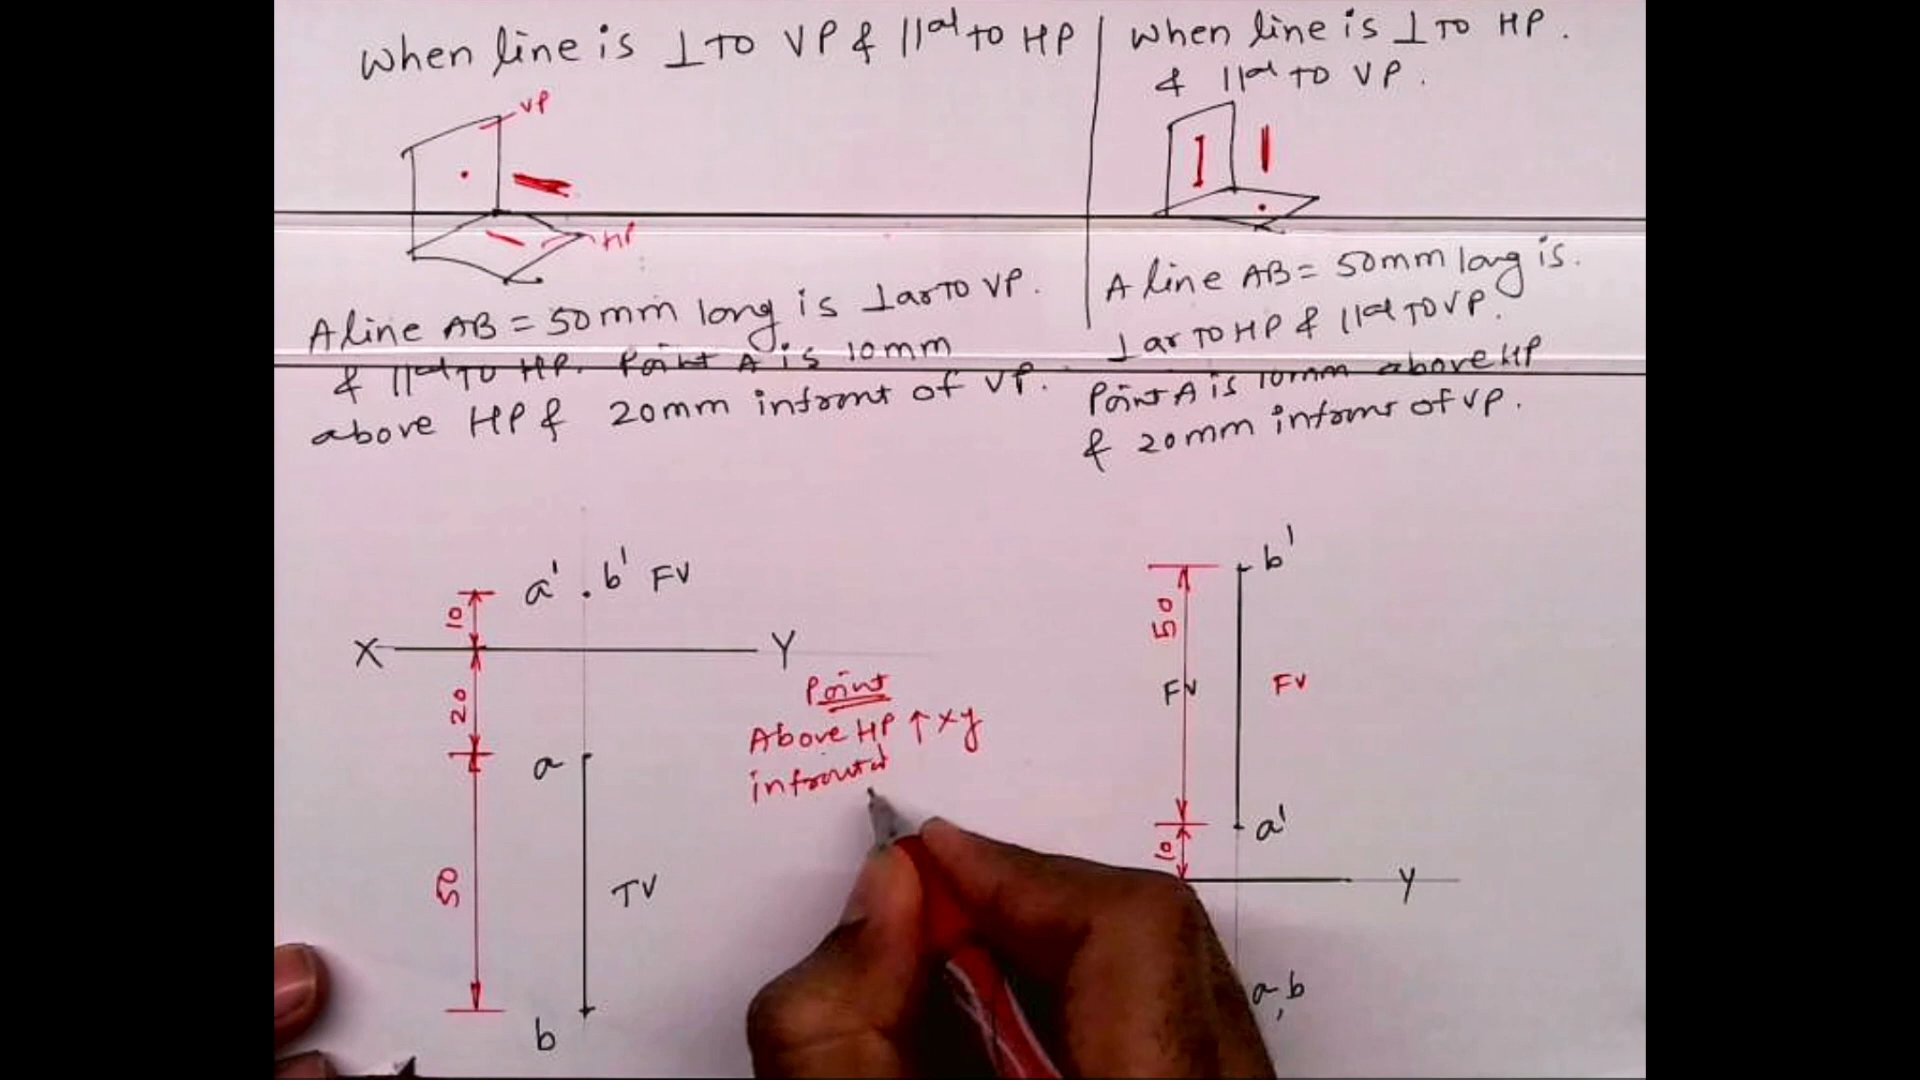 When line is ⊥ TO VP & ||al to HP
VP
HP
A line AB = 50mm long is ⊥ar TO VP.
& ||al TO HP. Point A is 10mm
above HP & 20mm infront of VP.
When line is ⊥ TO HP.
& ||al TO VP.
A line AB = 50mm long is.
⊥ar TO HP & ||al TO VP.
Point A is 10mm above HP
& 20mm infront of VP.
a' b' FV
10
X Y
20
a
50
TV
b
Point
Above HP ↑ xy
infront
b'
50
FV FV
a'
10
Y
a,b